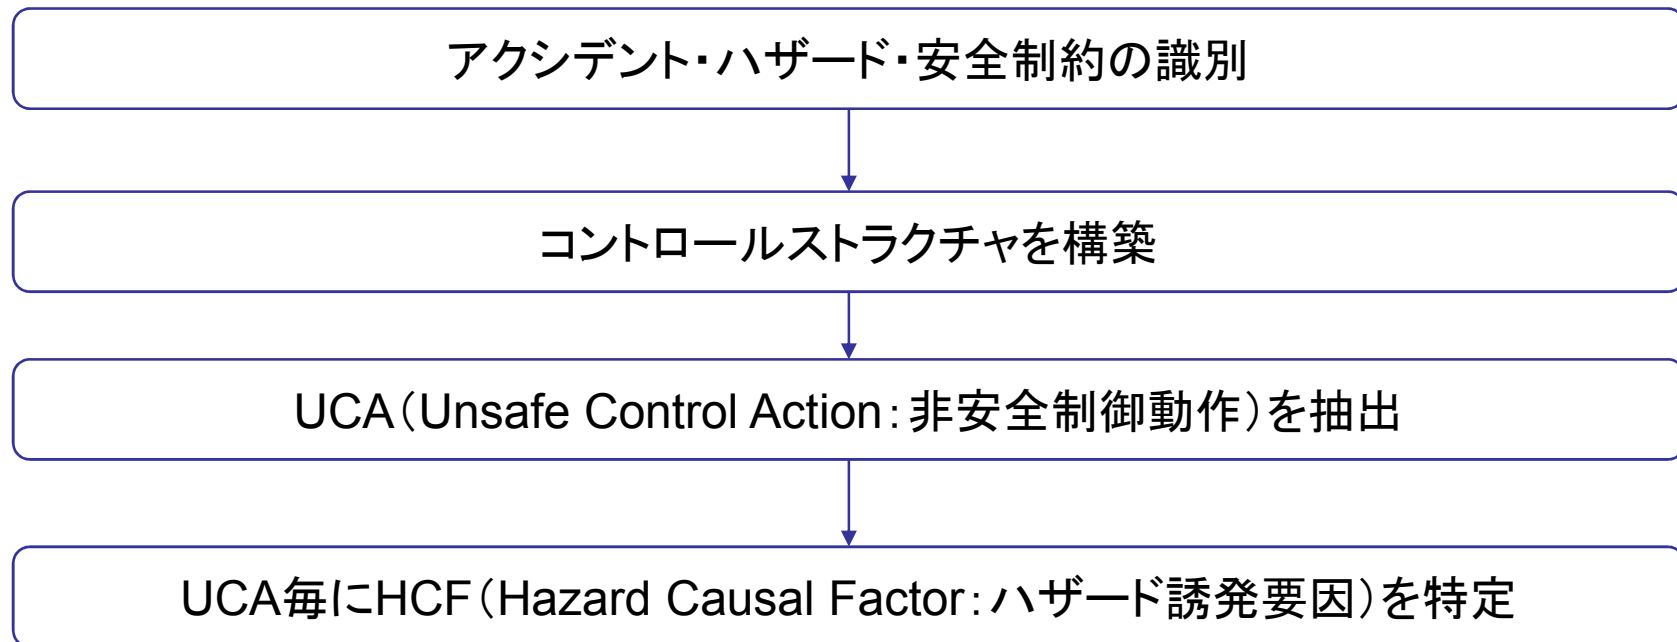 アクシデント・ハザード・安全制約の識別
コントロールストラクチャを構築
UCA（Unsafe Control Action：非安全制御動作）を抽出
UCA毎にHCF（Hazard Causal Factor：ハザード誘発要因）を特定